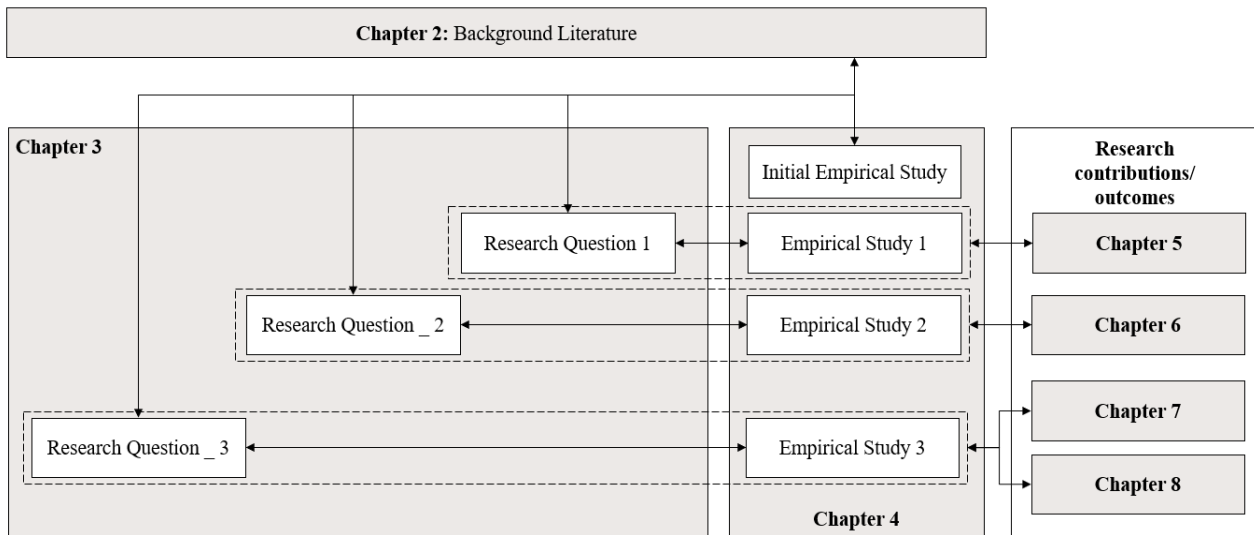 Chapter 2: Background Literature
Chapter 3
Initial Empirical Study
Research
contributions/
outcomes
Research Question 1
Empirical Study 1
Chapter 5
Research Question _ 2
Empirical Study 2
Chapter 6
Chapter 7
Research Question _ 3
Empirical Study 3
Chapter 8
Chapter 4